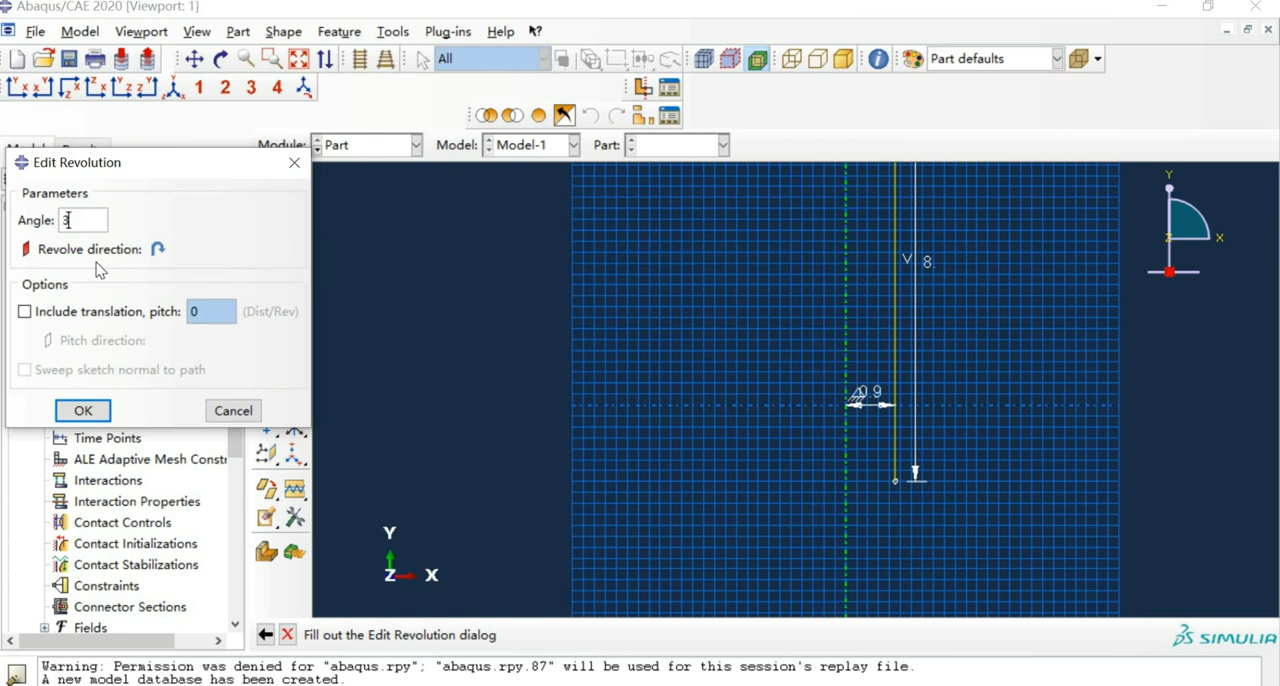 Abaqus/CAE 2020 [Viewport: 1]
File Model Viewport View Part Shape Feature Tools Plug-ins Help
All Part defaults
1 2 3 4
Module: Part Model: Model-1 Part:
Edit Revolution
Parameters
Angle: 3
Revolve direction:
Options
Include translation, pitch: 0 (Dist/Rev)
Pitch direction:
Sweep sketch normal to path
OK Cancel
Time Points
ALE Adaptive Mesh Constr
Interactions
Interaction Properties
Contact Controls
Contact Initializations
Contact Stabilizations
Constraints
Connector Sections
Fields
V 8.
0.9
Y
Z X
Y
Z X
Fill out the Edit Revolution dialog
SIMULIA
Warning: Permission was denied for "abaqus.rpy"; "abaqus.rpy.87" will be used for this session's replay file.
A new model database has been created.